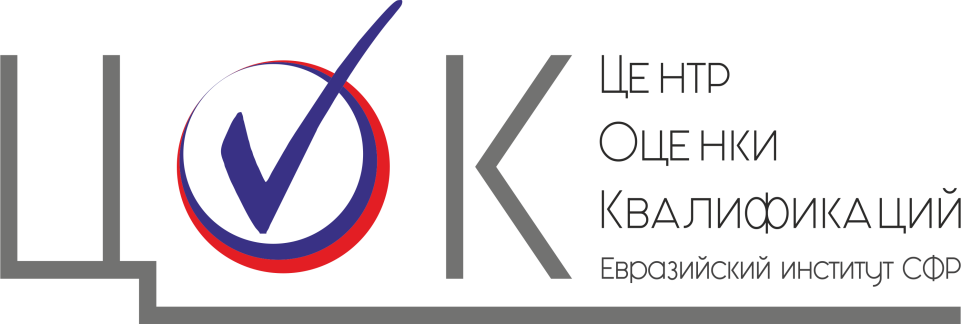 ЦОК
Центр
Оценки
Квалификаций
Евразийский институт СФР